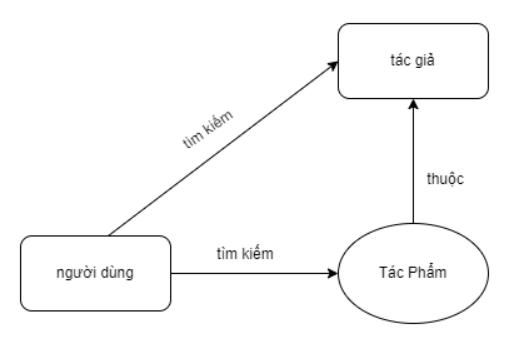 tác giả
tìm kiếm
thuộc
tìm kiếm
người dùng
Tác Phẩm